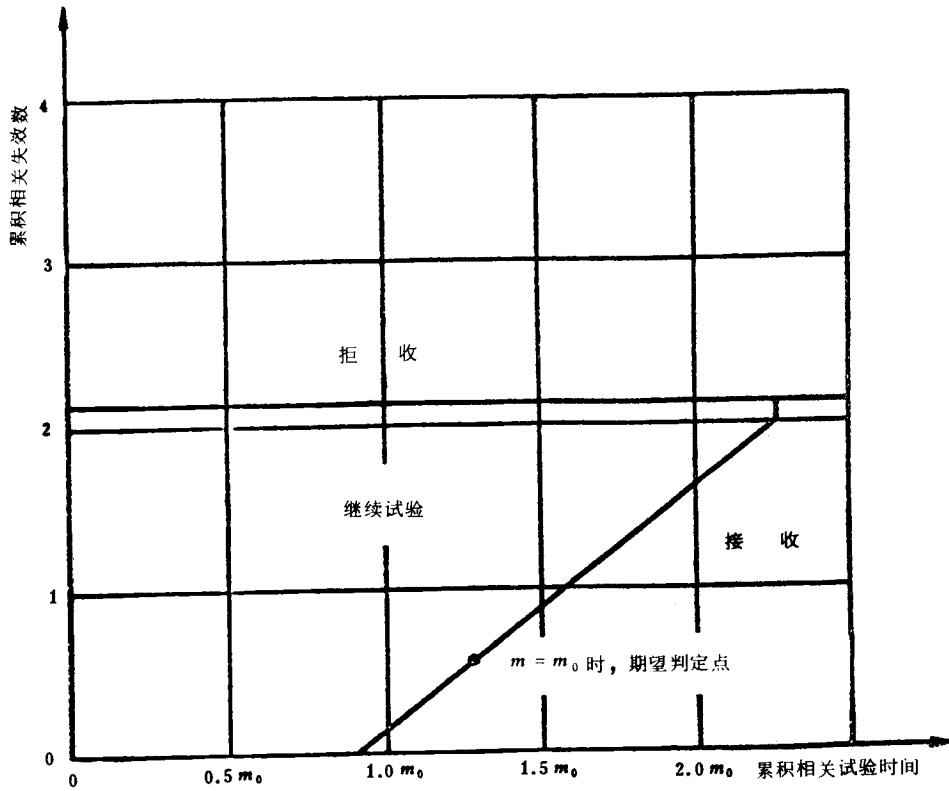 累积相关失效数
4
3
拒 收
2
继续试验
接 收
1
m = m₀ 时，期望判定点
0
0 0.5 m₀ 1.0 m₀ 1.5 m₀ 2.0 m₀ 累积相关试验时间